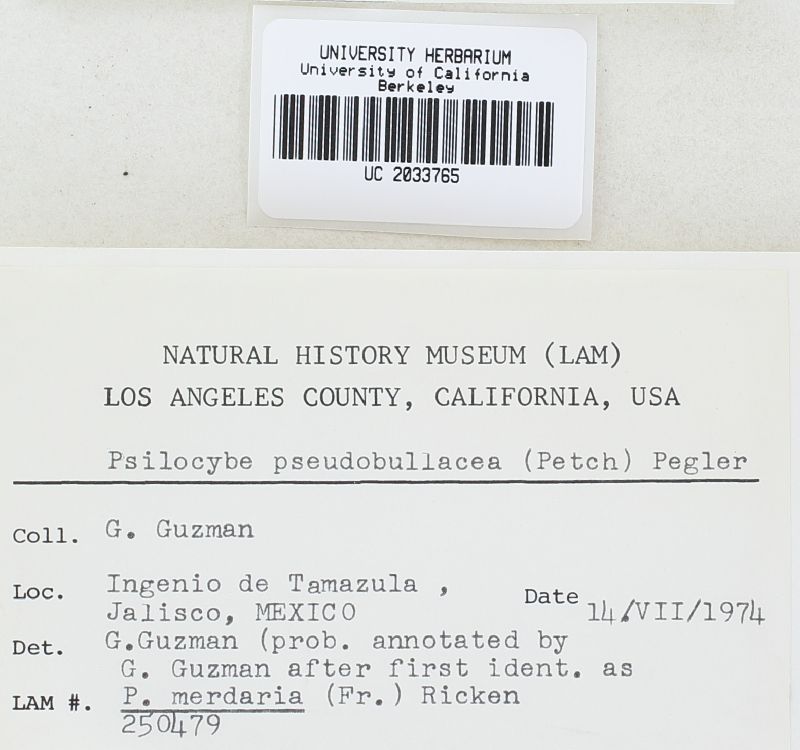 UNIVERSITY HERBARIUM
University of California
Berkeley
UC 2033765
NATURAL HISTORY MUSEUM (LAM)
LOS ANGELES COUNTY, CALIFORNIA, USA
Psilocybe pseudobullacea (Petch) Pegler
Coll. G. Guzman
Loc. Ingenio de Tamazula ,
Jalisco, MEXICO Date 14/VII/1974
Det. G.Guzman (prob. annotated by
G. Guzman after first ident. as
LAM #. P. merdaria (Fr.) Ricken
250479